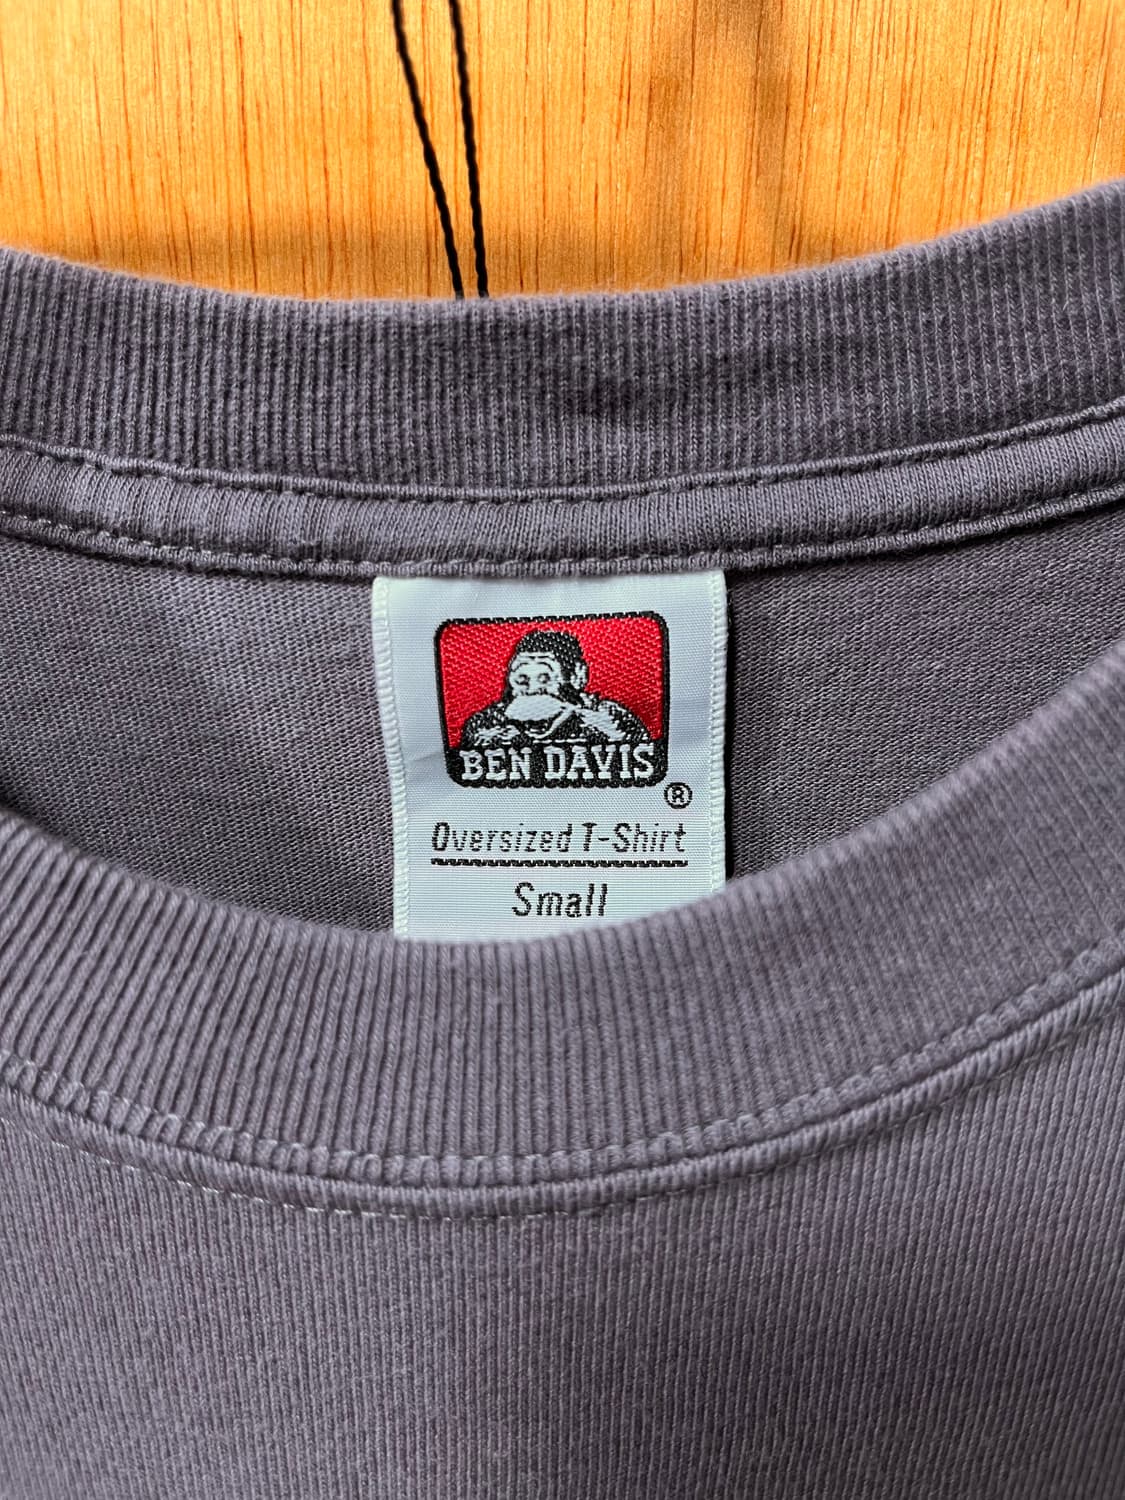 BEN DAVIS
®
Oversized T-Shirt
Small